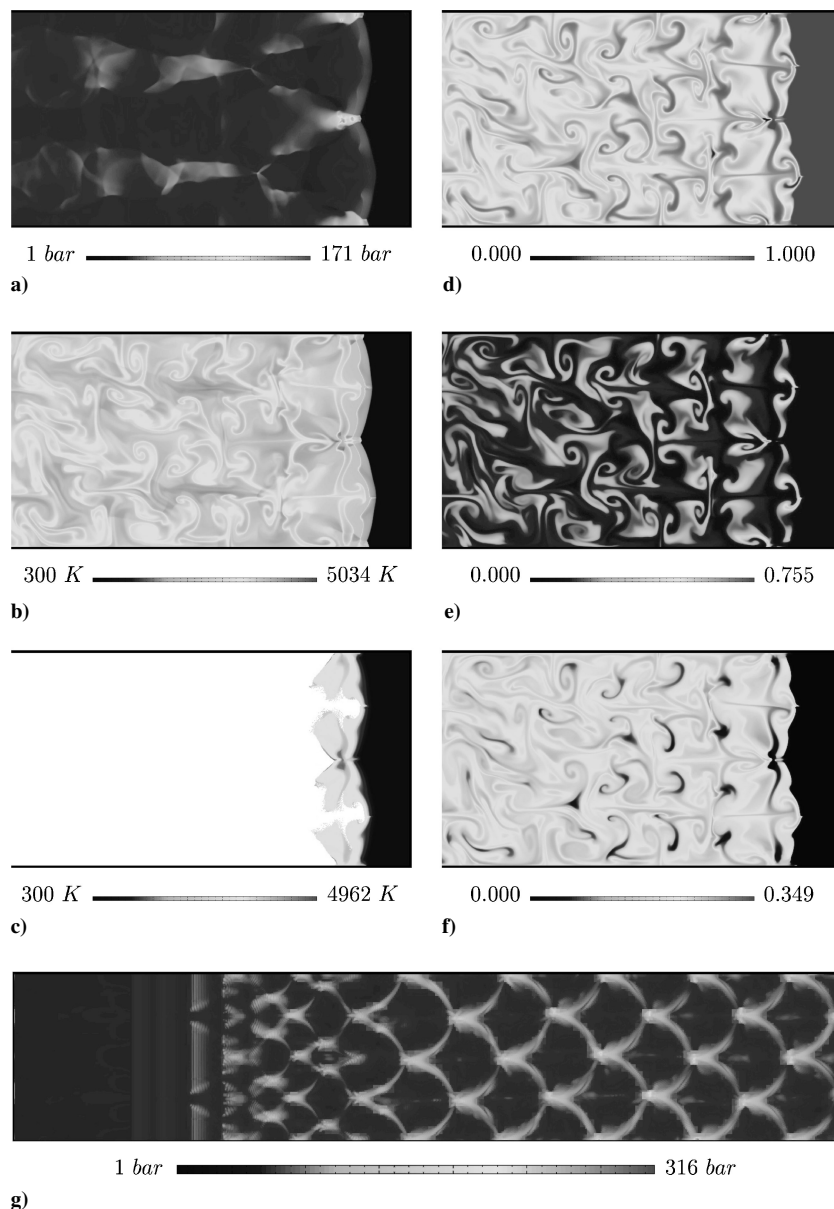 1 bar 171 bar
a)
0.000 1.000
d)
300 K 5034 K
b)
0.000 0.755
e)
300 K 4962 K
c)
0.000 0.349
f)
1 bar 316 bar
g)